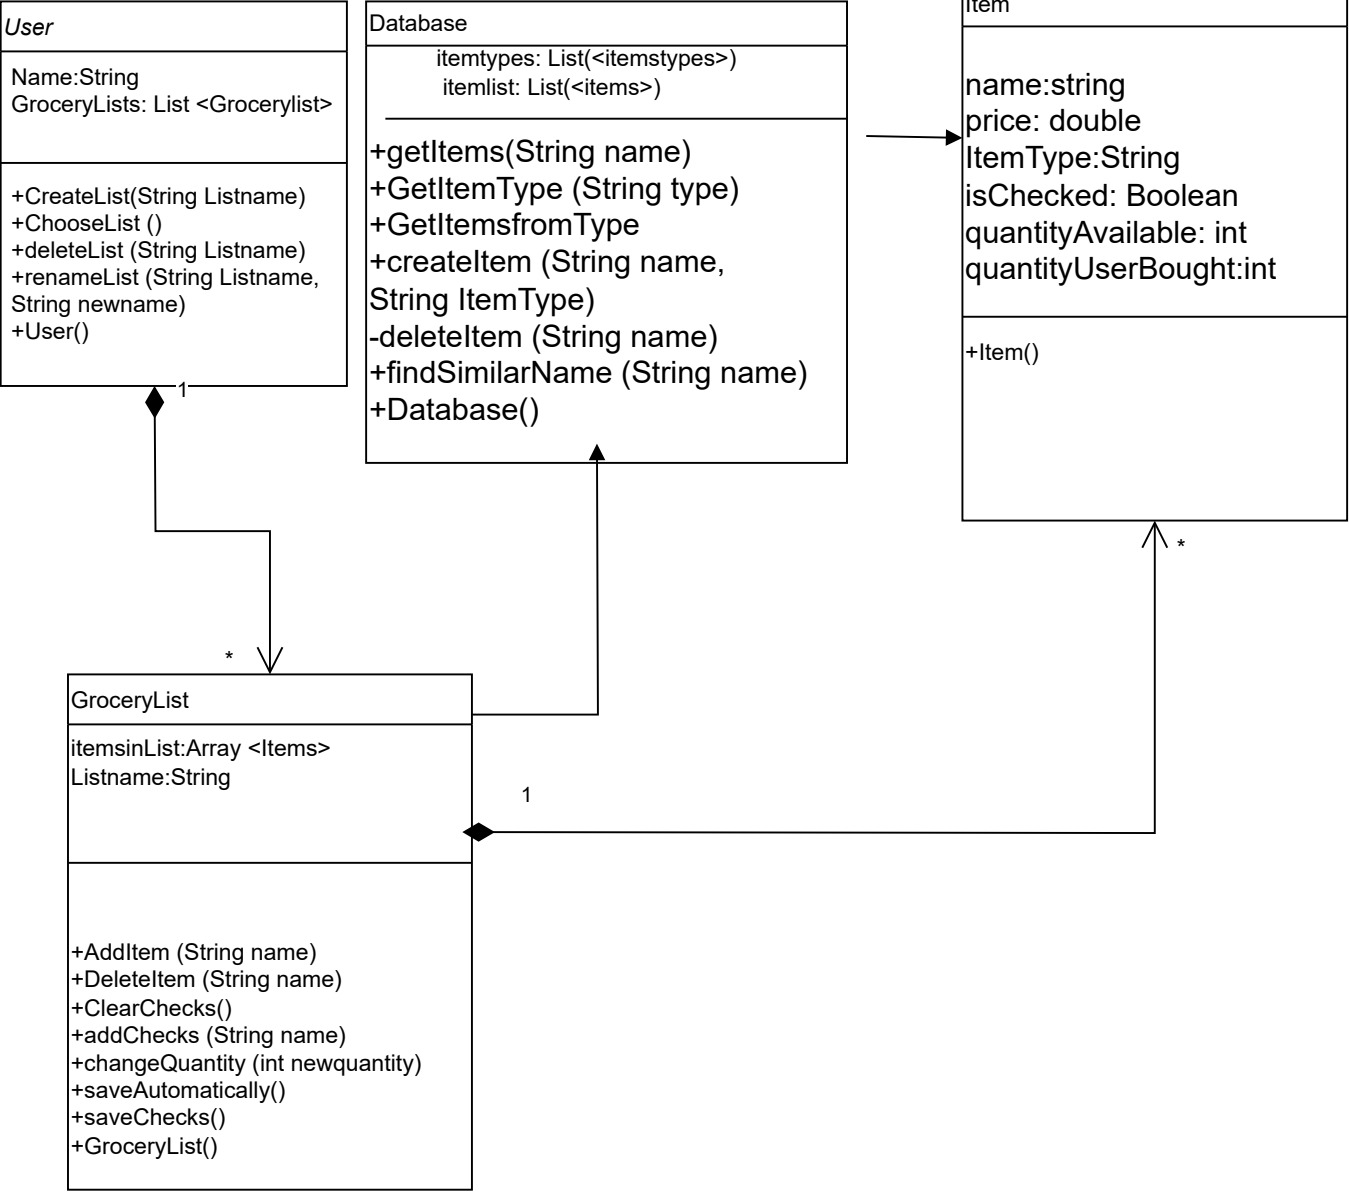 User
Name:String
GroceryLists: List <Grocerylist>
+CreateList(String Listname)
+ChooseList ()
+deleteList (String Listname)
+renameList (String Listname,
String newname)
+User()
1
*
Database
itemtypes: List(<itemstypes>)
itemlist: List(<items>)
+getItems(String name)
+GetItemType (String type)
+GetItemsfromType
+createItem (String name,
String ItemType)
-deleteItem (String name)
+findSimilarName (String name)
+Database()
Item
name:string
price: double
ItemType:String
isChecked: Boolean
quantityAvailable: int
quantityUserBought:int
+Item()
*
GroceryList
itemsinList:Array <Items>
Listname:String
1
+AddItem (String name)
+DeleteItem (String name)
+ClearChecks()
+addChecks (String name)
+changeQuantity (int newquantity)
+saveAutomatically()
+saveChecks()
+GroceryList()